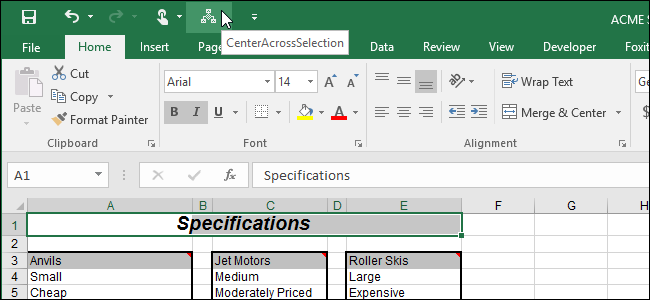 ACME S
CenterAcrossSelection
File Home Insert Pag Data Review View Developer Foxit
Cut
Copy
Format Painter
Paste
Clipboard
Arial 14 A A
B I U A
Font
ab
Wrap Text
Merge & Center
Alignment
Ge
$
A1 fx Specifications
A B C D E F G H
1 Specifications
2
3 Anvils Jet Motors Roller Skis
4 Small Medium Large
5 Cheap Moderately Priced Expensive